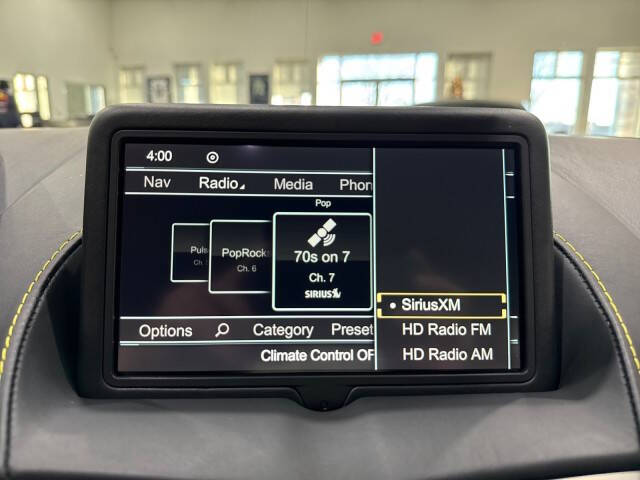 4:00
Nav Radio Media Phon
Pop
Puls
PopRock
70s on 7
Ch. 6
Ch. 7
SIRIUS
SiriusXM
Options Category Preset
HD Radio FM
Climate Control OF
HD Radio AM